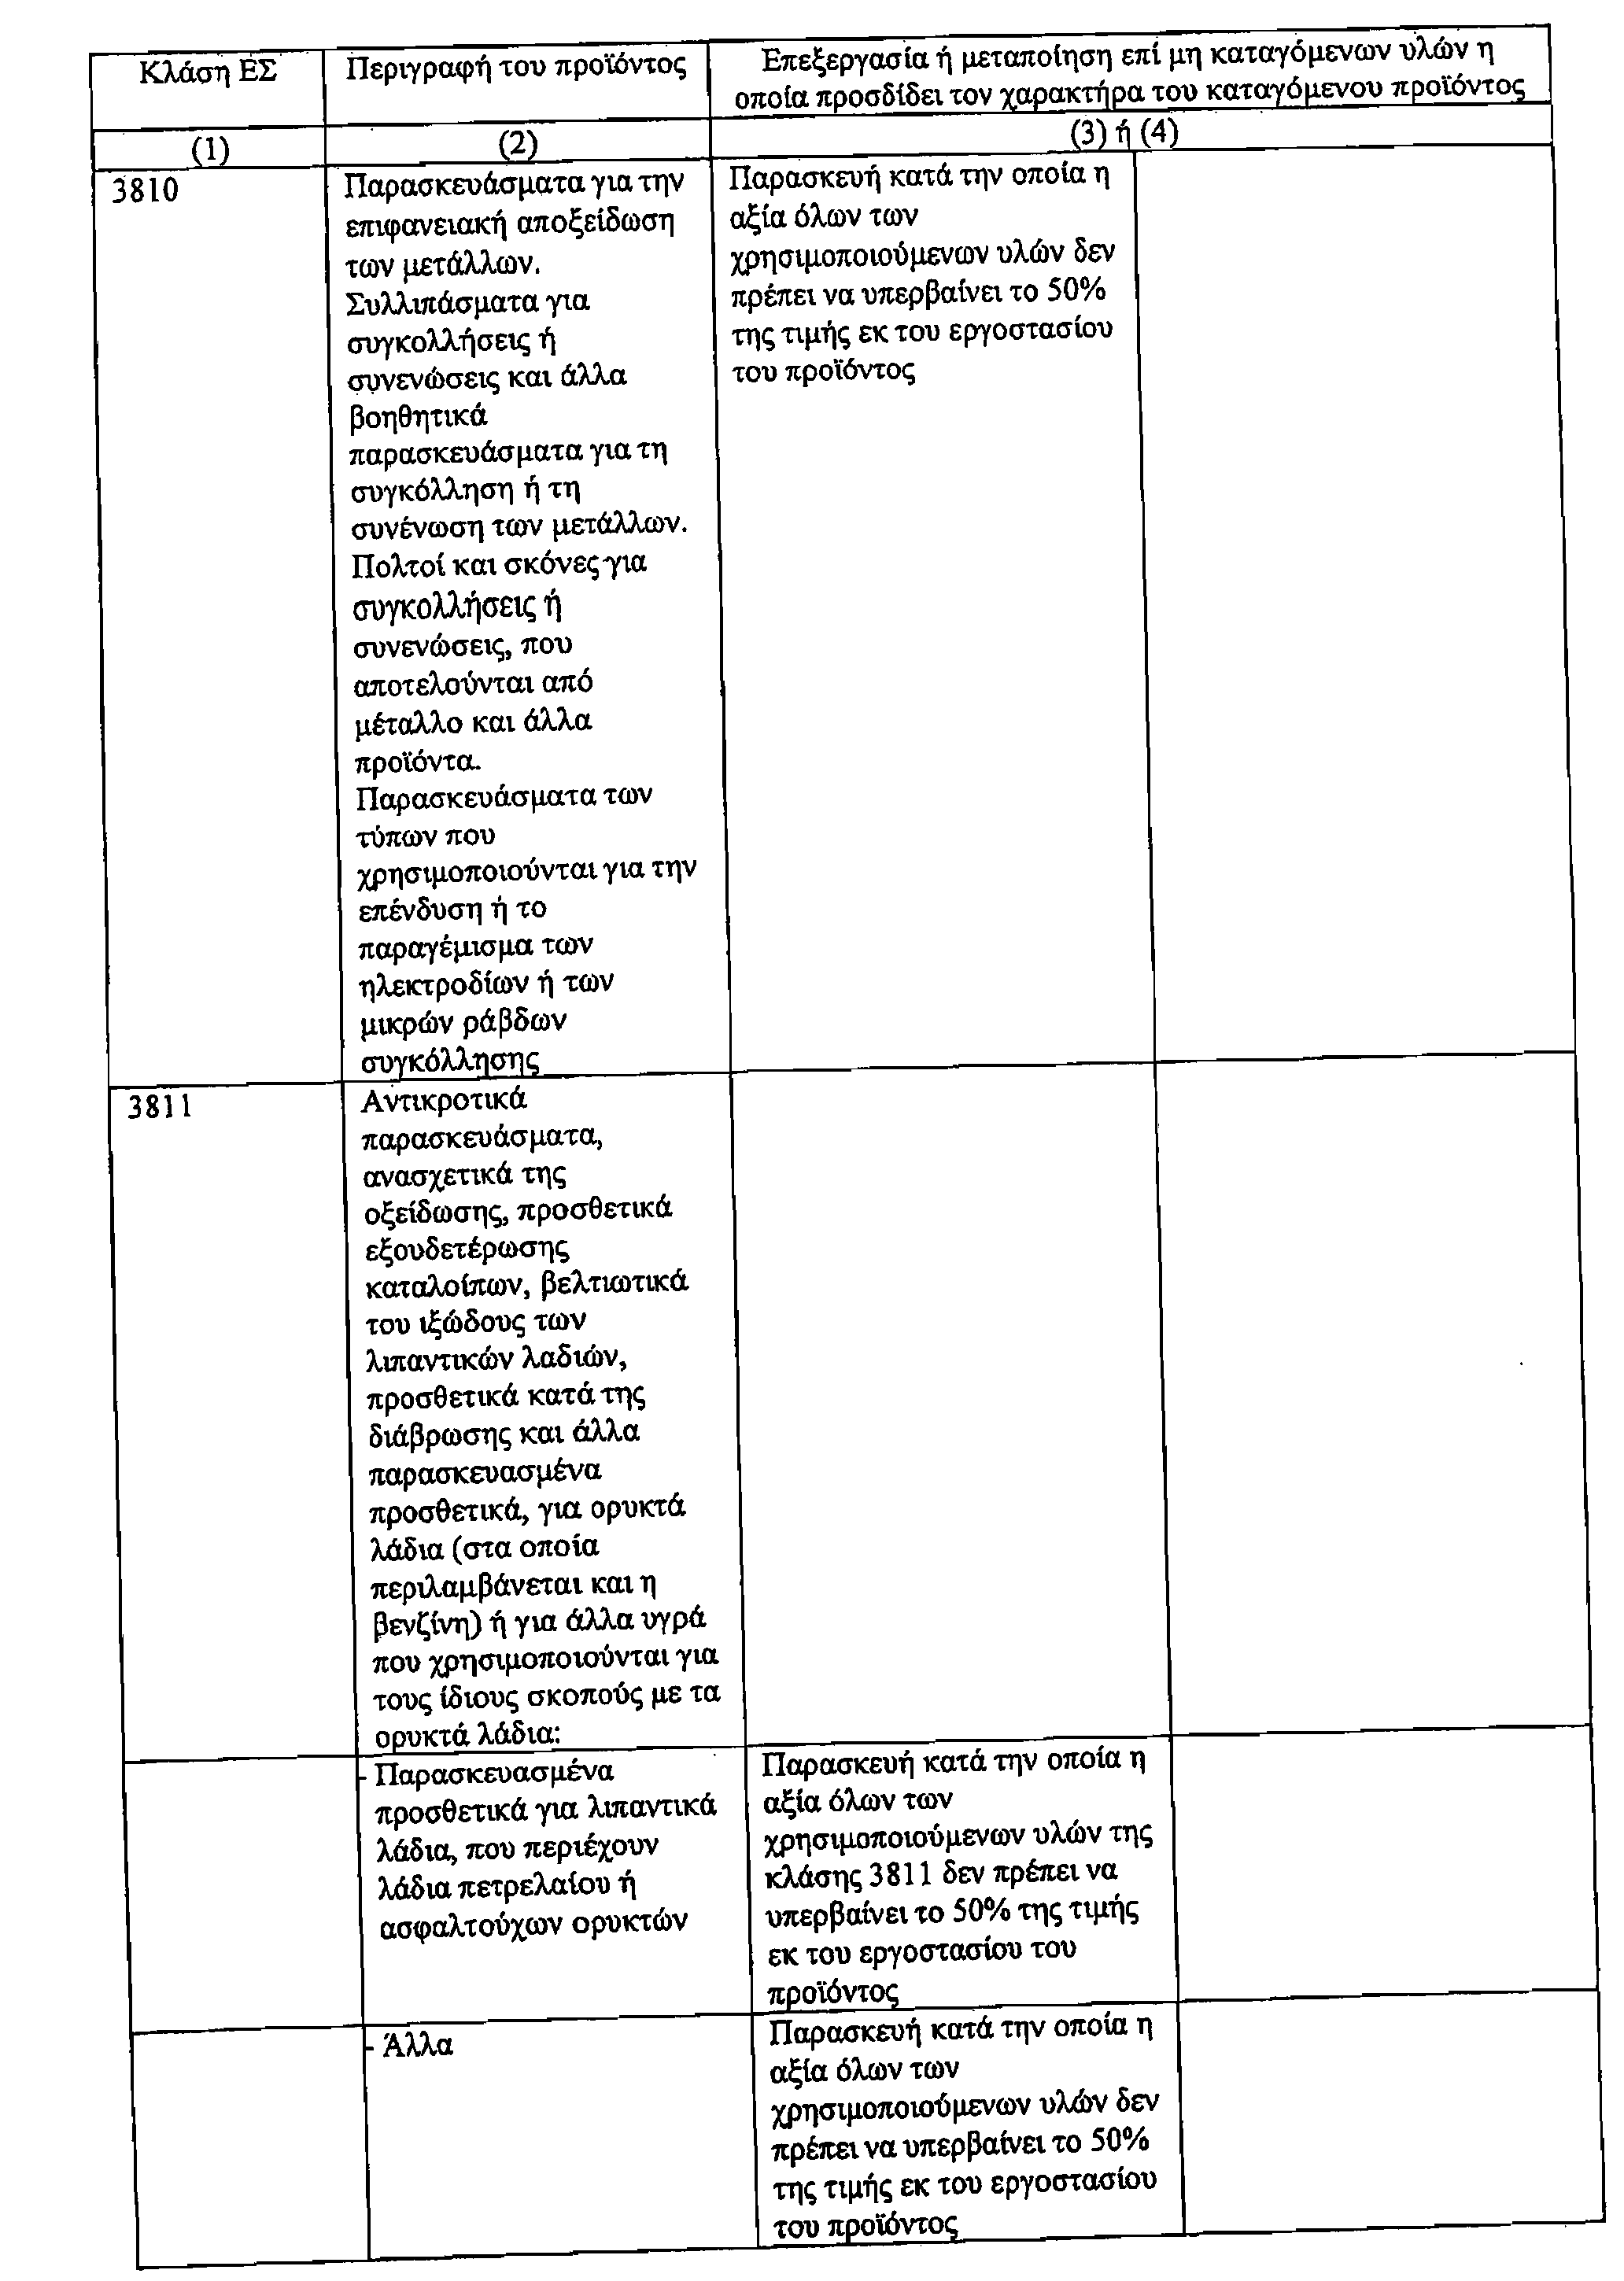 Κλάση ΕΣ
Περιγραφή του προϊόντος
Επεξεργασία ή μεταποίηση επί μη καταγόμενων υλών η
οποία προσδίδει τον χαρακτήρα του καταγόμενου προϊόντος
(1)
(2)
(3) ή (4)
3810
Παρασκευάσματα για την
επιφανειακή αποξείδωση
των μετάλλων.
Συλλιπάσματα για
συγκολλήσεις ή
συνενώσεις και άλλα
βοηθητικά
παρασκευάσματα για τη
συγκόλληση ή τη
συνένωση των μετάλλων.
Πολτοί και σκόνες για
συγκολλήσεις ή
συνενώσεις, που
αποτελούνται από
μέταλλο και άλλα
προϊόντα.
Παρασκευάσματα των
τύπων που
χρησιμοποιούνται για την
επένδυση ή το
παραγέμισμα των
ηλεκτροδίων ή των
μικρών ράβδων
συγκόλλησης
Παρασκευή κατά την οποία η
αξία όλων των
χρησιμοποιούμενων υλών δεν
πρέπει να υπερβαίνει το 50%
της τιμής εκ του εργοστασίου
του προϊόντος
3811
Αντικροτικά
παρασκευάσματα,
ανασχετικά της
οξείδωσης, προσθετικά
εξουδετέρωσης
καταλοίπων, βελτιωτικά
του ιξώδους των
λιπαντικών λαδιών,
προσθετικά κατά της
διάβρωσης και άλλα
παρασκευασμένα
προσθετικά, για ορυκτά
λάδια (στα οποία
περιλαμβάνεται και η
βενζίνη) ή για άλλα υγρά
που χρησιμοποιούνται για
τους ίδιους σκοπούς με τα
ορυκτά λάδια:
- Παρασκευασμένα
προσθετικά για λιπαντικά
λάδια, που περιέχουν
λάδια πετρελαίου ή
ασφαλτούχων ορυκτών
Παρασκευή κατά την οποία η
αξία όλων των
χρησιμοποιούμενων υλών της
κλάσης 3811 δεν πρέπει να
υπερβαίνει το 50% της τιμής
εκ του εργοστασίου του
προϊόντος
- Άλλα
Παρασκευή κατά την οποία η
αξία όλων των
χρησιμοποιούμενων υλών δεν
πρέπει να υπερβαίνει το 50%
της τιμής εκ του εργοστασίου
του προϊόντος